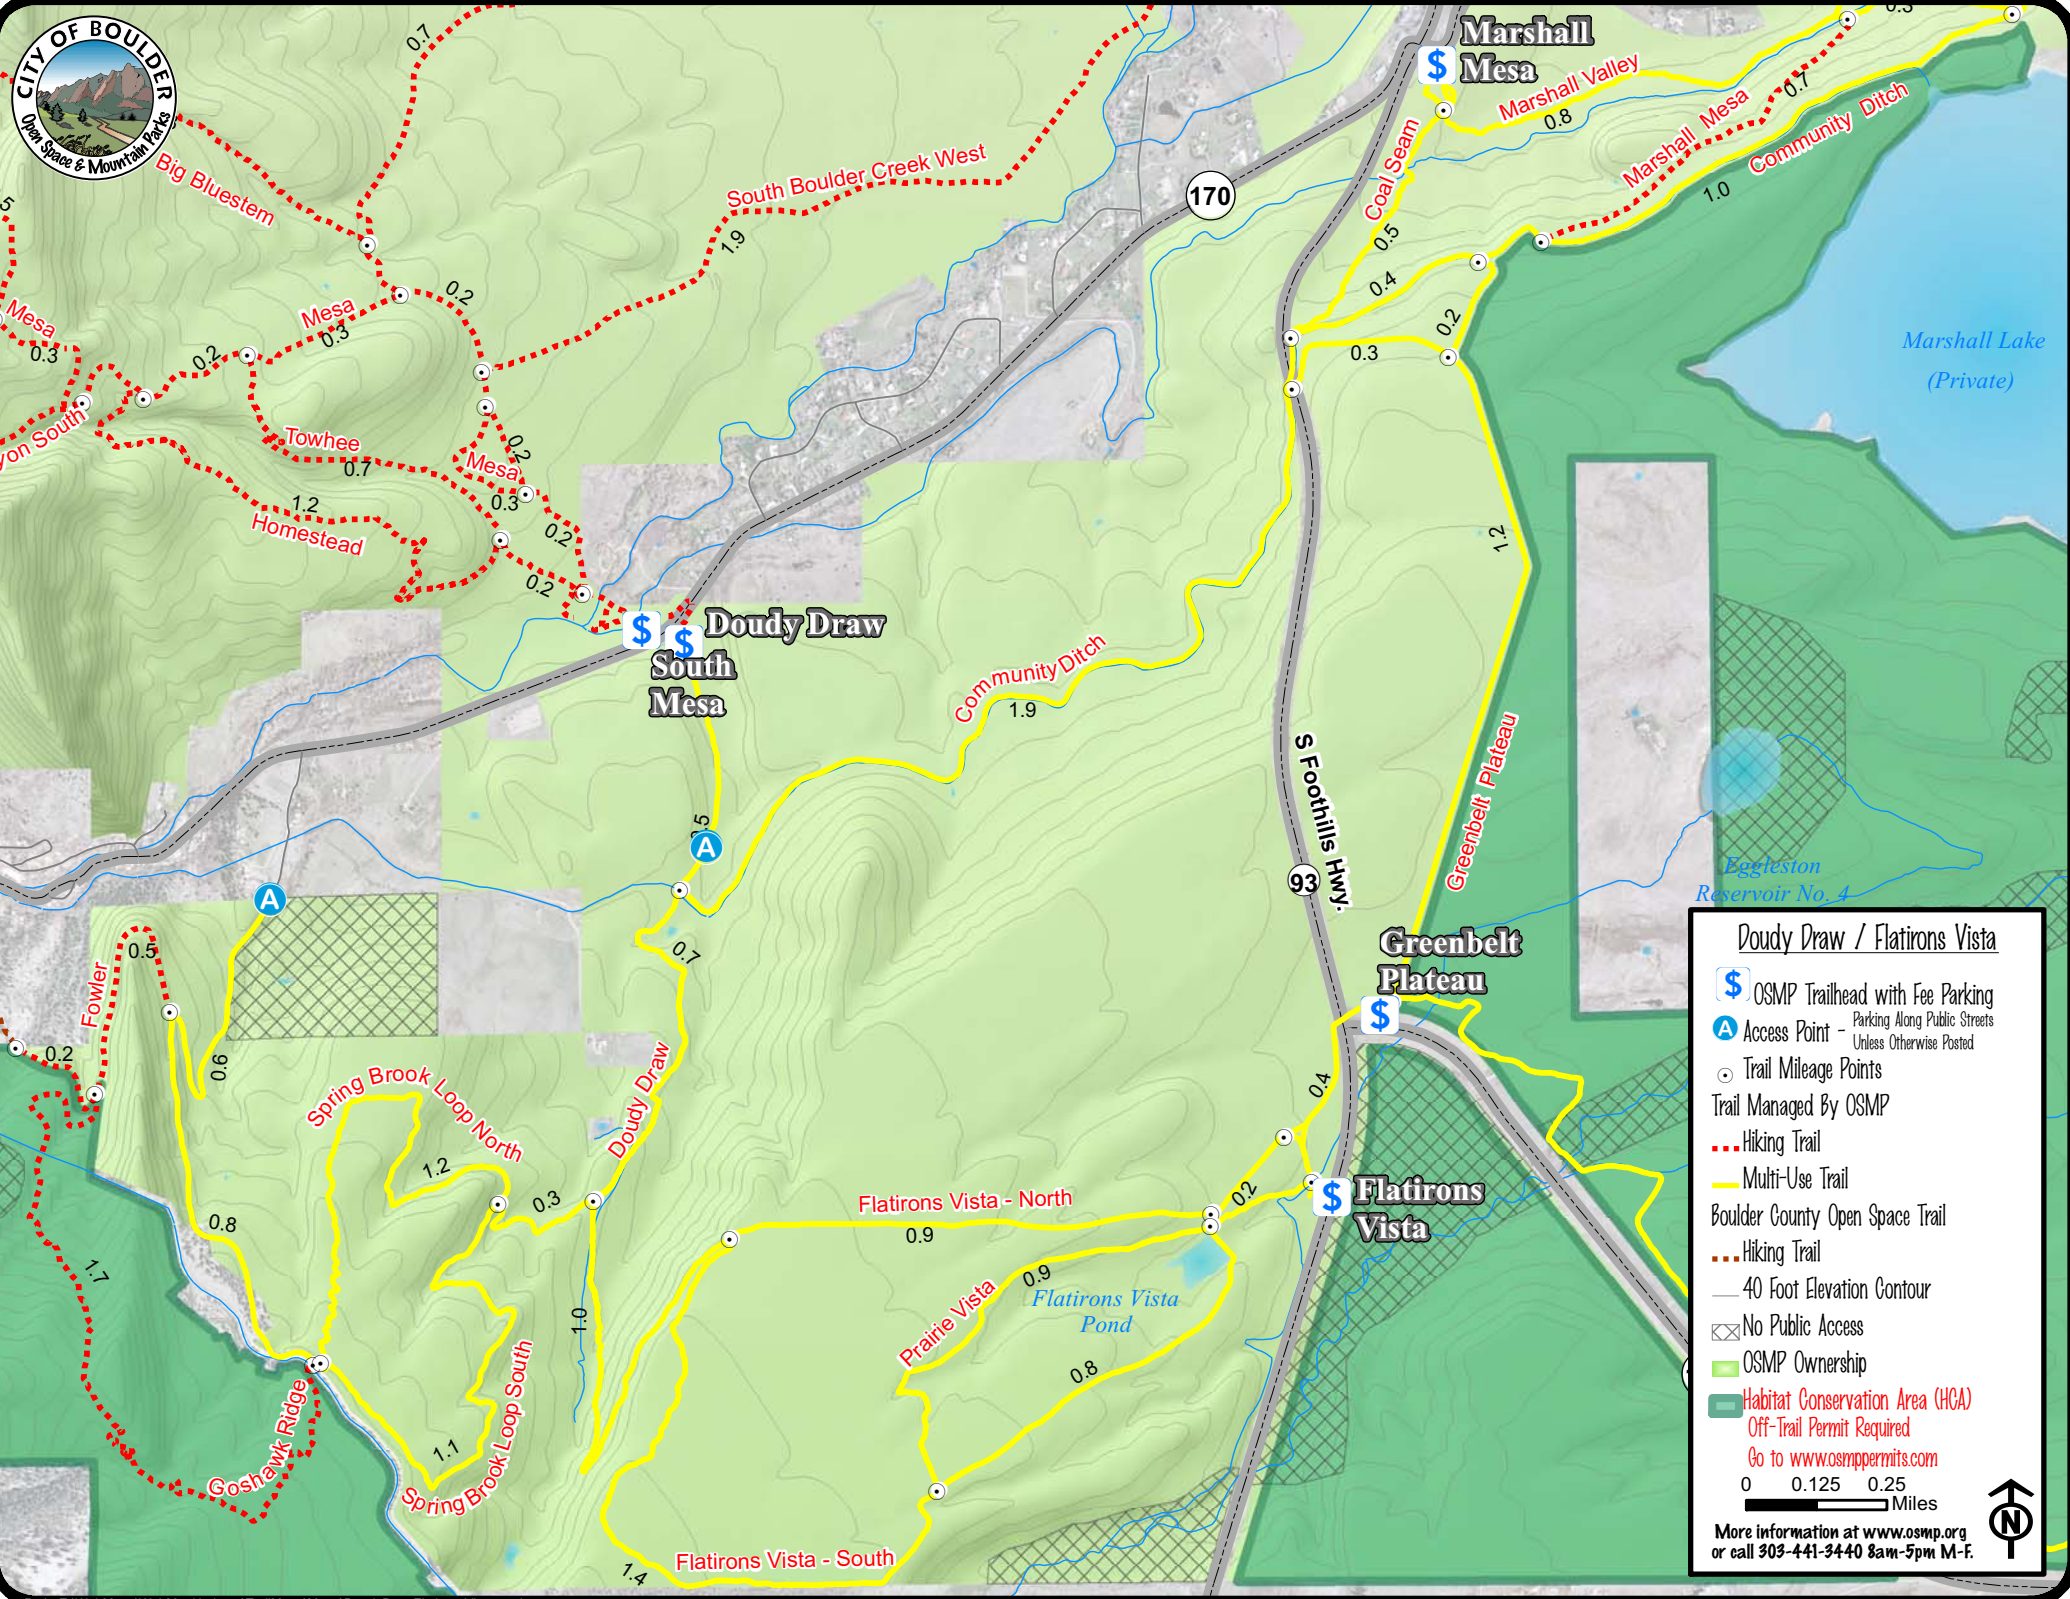 CITY OF BOULDER
Open Space & Mountain Parks
0.7
Big Bluestem
South Boulder Creek West
1.9
170
Marshall
Mesa
Marshall Valley
0.8
Coal Seam
0.5
Marshall Mesa
0.7
Community Ditch
1.0
0.3
5
Mesa
0.3
0.2
Mesa
0.3
0.2
yon South
Towhee
0.7
0.2
Mesa
0.3
1.2
Homestead
0.2
0.2
0.4
0.3
0.2
Marshall Lake
(Private)
1.2
Doudy Draw
South
Mesa
Community Ditch
1.9
.5
A
A
S Foothills Hwy.
93
Greenbelt Plateau
Greenbelt
Plateau
Eggleston
Reservoir No. 4
Fowler
0.5
0.2
0.6
0.7
Spring Brook Loop North
1.2
0.3
Doudy Draw
0.4
0.8
1.7
Flatirons Vista - North
0.9
0.2
Flatirons
Vista
1.0
Prairie Vista
0.9
Flatirons Vista
Pond
0.8
Goshawk Ridge
1.1
Spring Brook Loop South
Flatirons Vista - South
1.4
Doudy Draw / Flatirons Vista
$ OSMP Trailhead with Fee Parking
A Access Point - Parking Along Public Streets
Unless Otherwise Posted
Trail Mileage Points
Trail Managed By OSMP
Hiking Trail
Multi-Use Trail
Boulder County Open Space Trail
Hiking Trail
40 Foot Elevation Contour
No Public Access
OSMP Ownership
Habitat Conservation Area (HCA)
Off-Trail Permit Required
Go to www.osmppermits.com
0 0.125 0.25
Miles
N
More information at www.osmp.org
or call 303-441-3440 8am-5pm M-F.